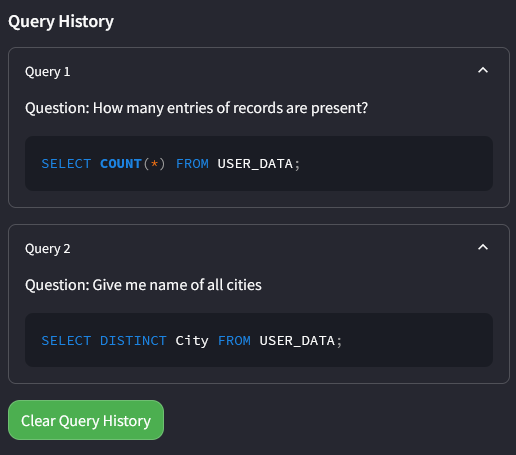 Query History
Query 1
Question: How many entries of records are present?
SELECT COUNT(*) FROM USER_DATA;
Query 2
Question: Give me name of all cities
SELECT DISTINCT City FROM USER_DATA;
Clear Query History